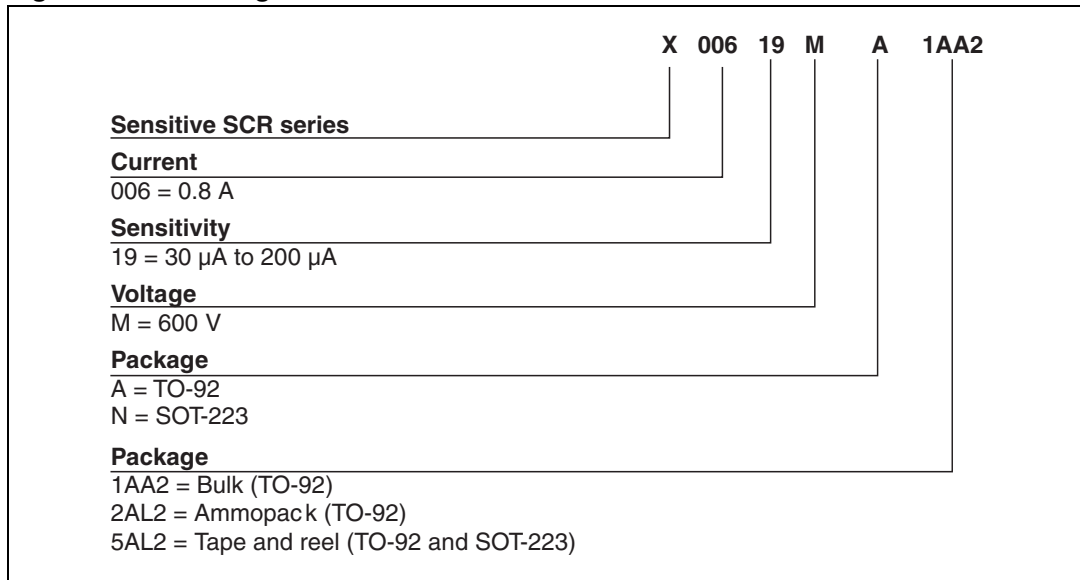 X 006 19 M A 1AA2
Sensitive SCR series
Current
006 = 0.8 A
Sensitivity
19 = 30 µA to 200 µA
Voltage
M = 600 V
Package
A = TO-92
N = SOT-223
Package
1AA2 = Bulk (TO-92)
2AL2 = Ammopack (TO-92)
5AL2 = Tape and reel (TO-92 and SOT-223)